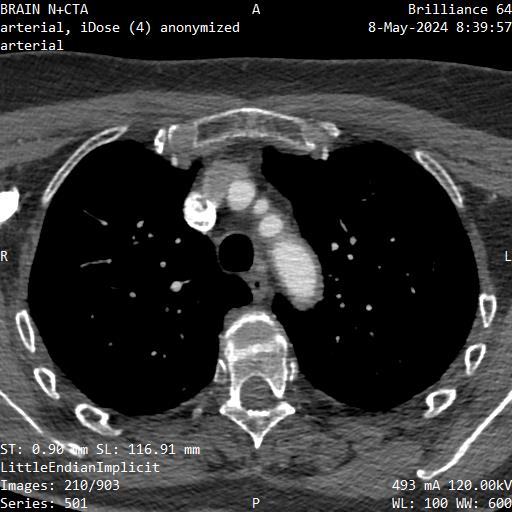 BRAIN N+CTA A Brilliance 64
arterial, iDose (4) anonymized 8-May-2024 8:39:57
arterial
R L
ST: 0.90 mm SL: 116.91 mm
LittleEndianImplicit
Images: 210/903 493 mA 120.00kV
Series: 501 P WL: 100 WW: 600